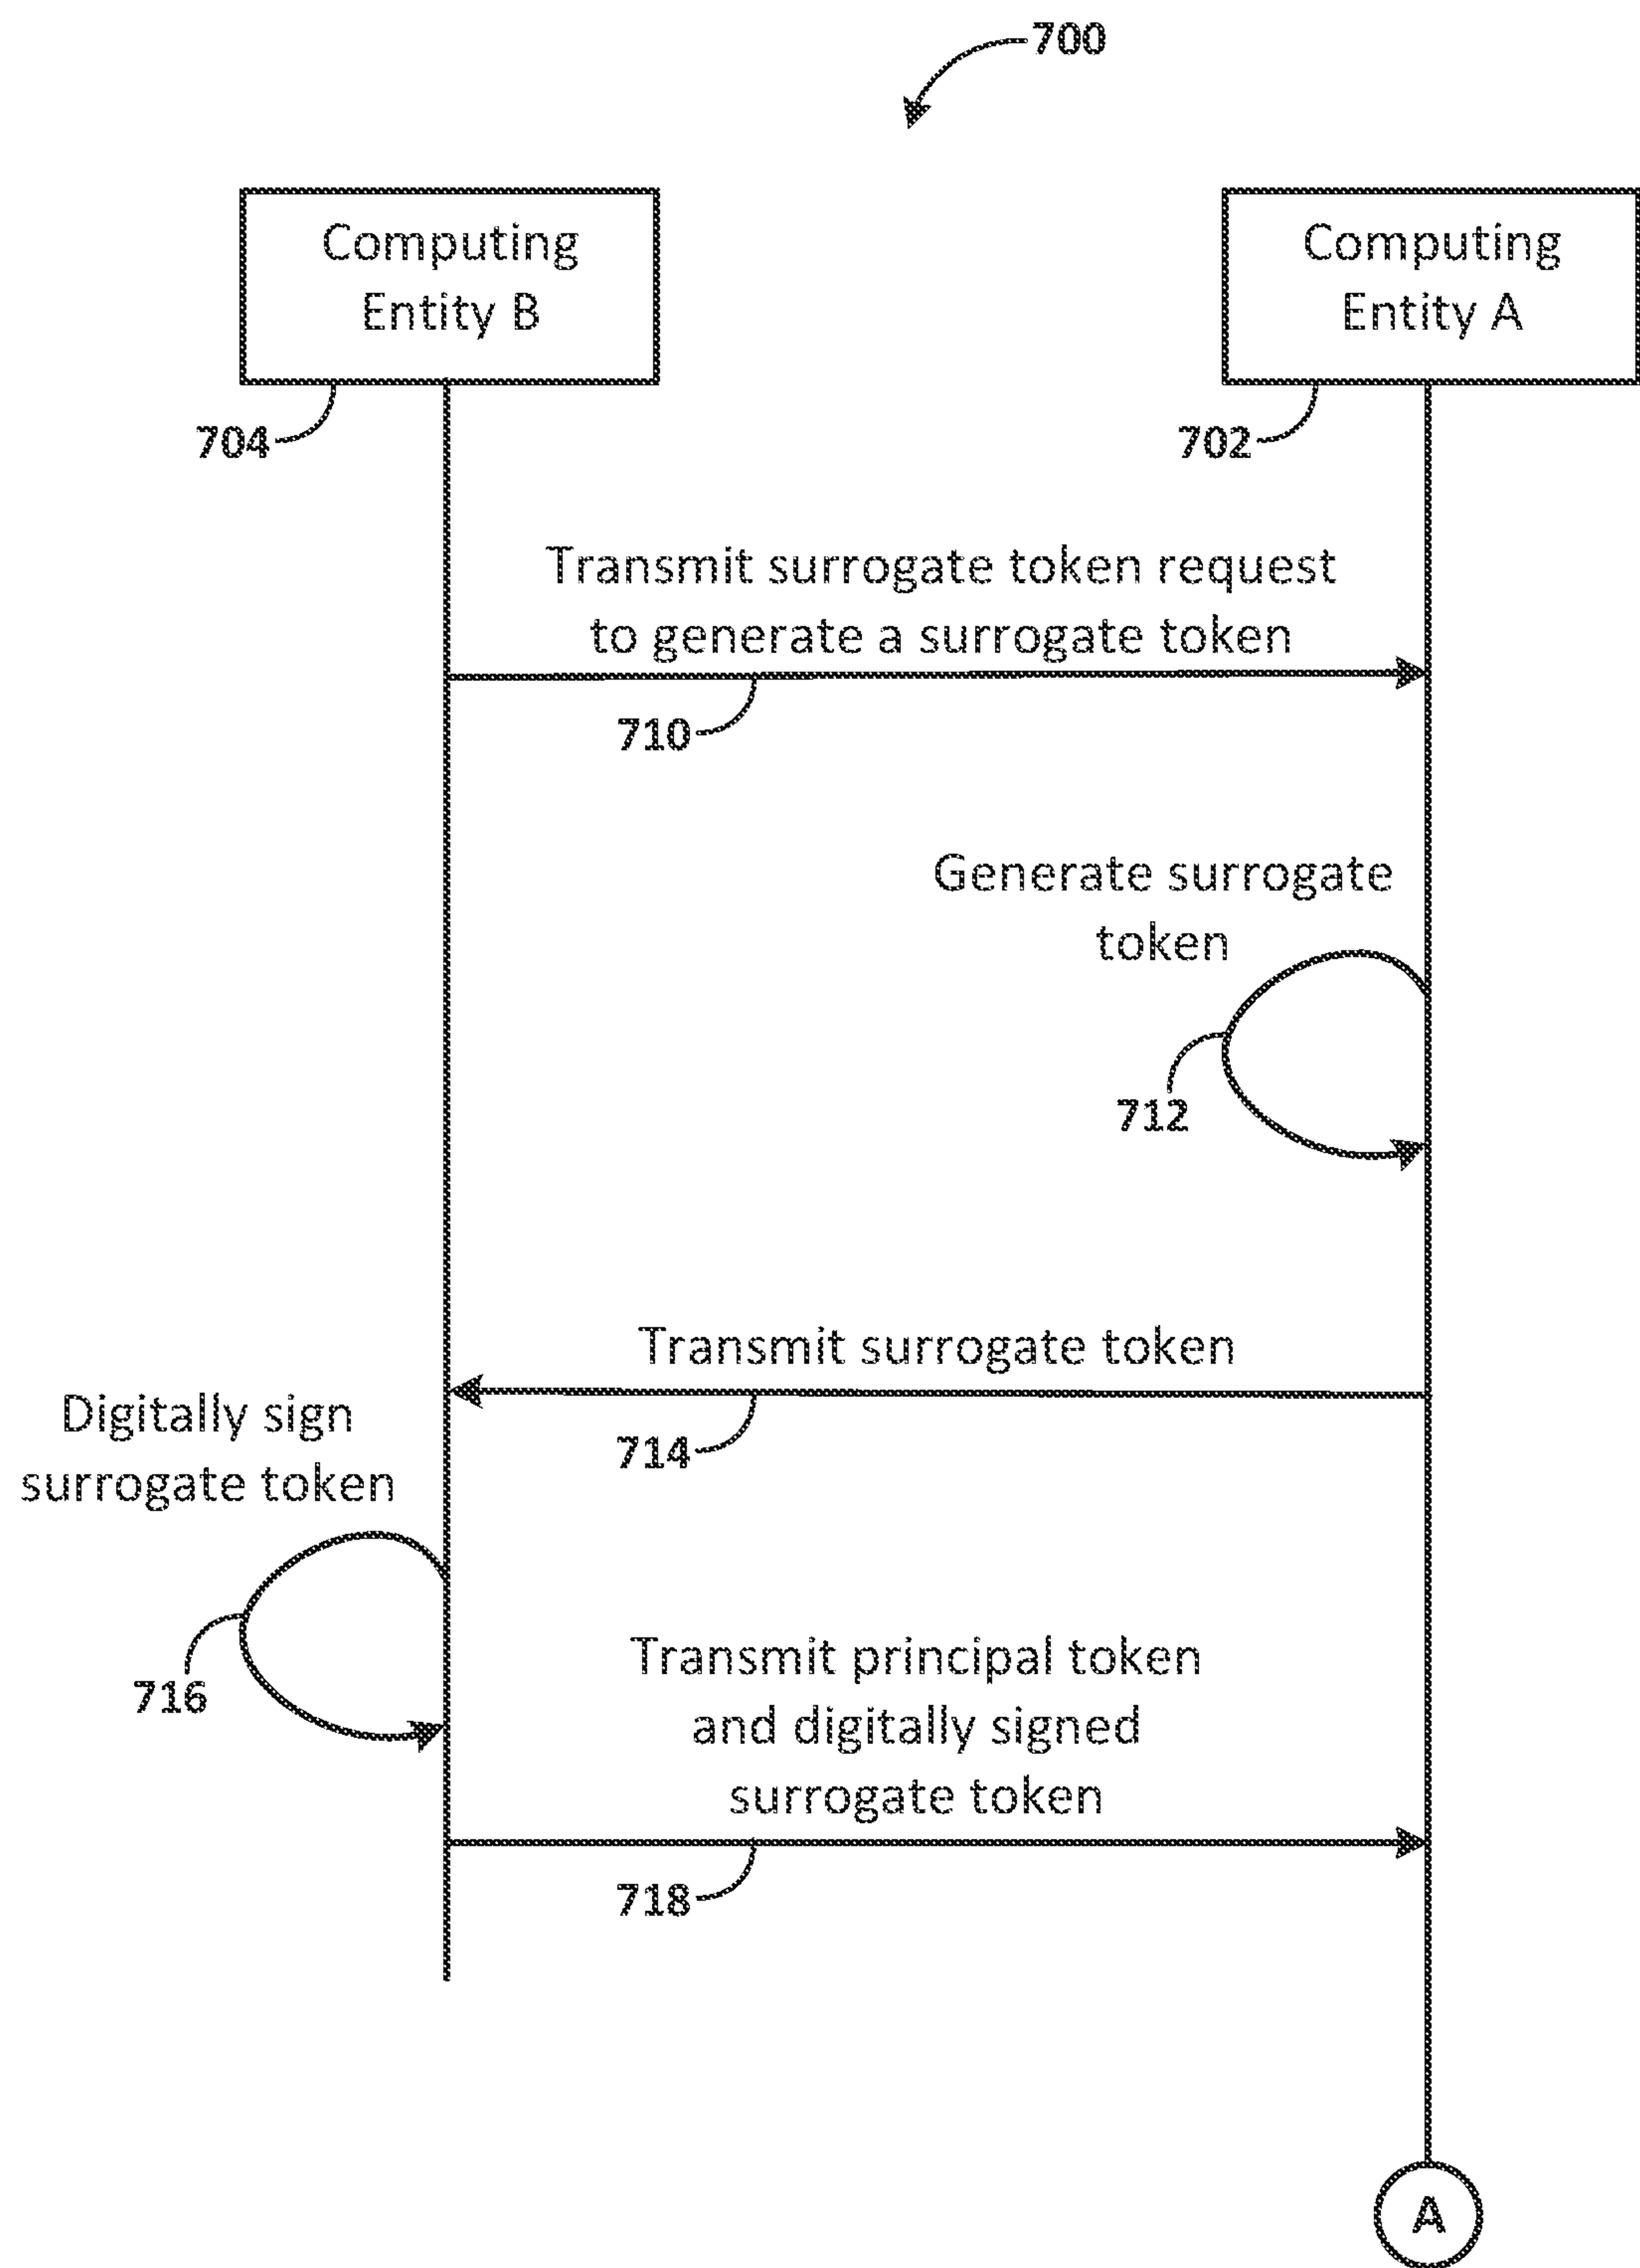 700
Computing
Entity B
Computing
Entity A
704
702
Transmit surrogate token request
to generate a surrogate token
710
Generate surrogate
token
712
Transmit surrogate token
714
Digitally sign
surrogate token
716
Transmit principal token
and digitally signed
surrogate token
718
A